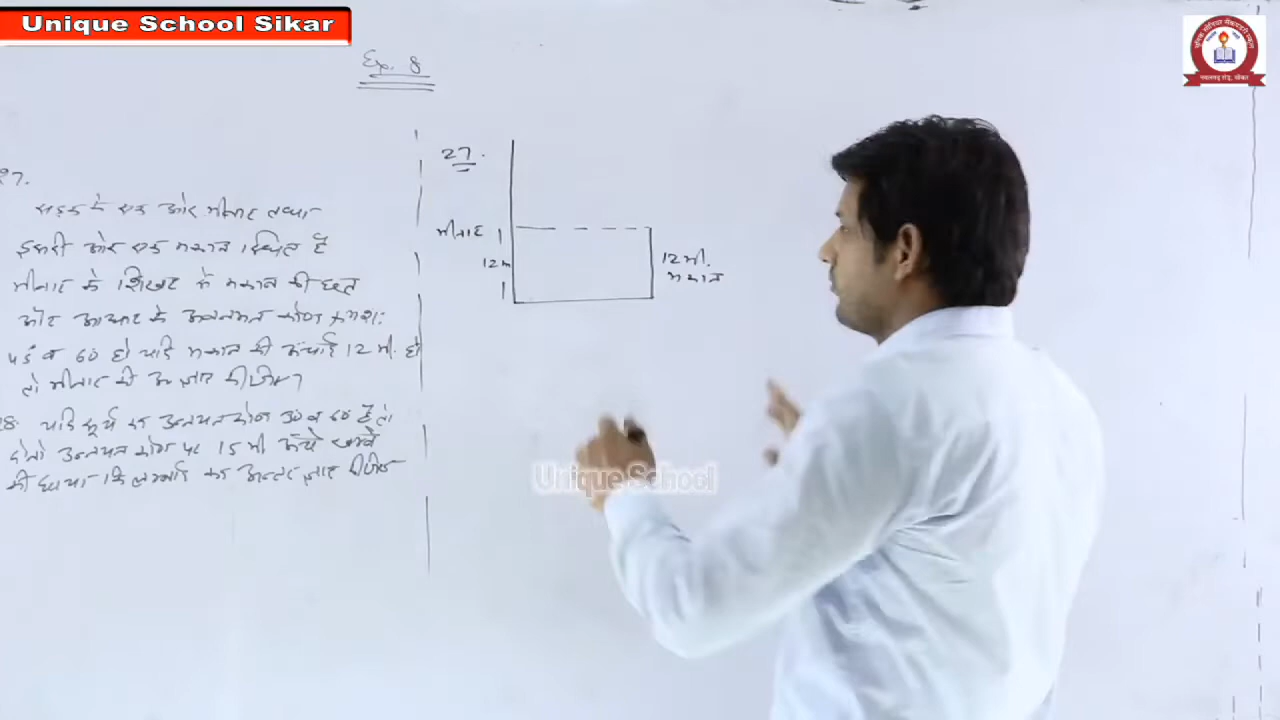 Unique School Sikar
Exp. 8
27.
सड़क के एक ओर मीनार तथा
दूसरी ओर एक मकान स्थित है
मीनार के शिखर से मकान की छत
और आधार के अवनमन कोण क्रमशः
45 व 60 हो यदि मकान की ऊंचाई 12 मी. हो
तो मीनार की ऊ ज्ञात कीजिए?
28. यदि सूर्य का उन्नयन कोण 30 व 60 है तो
दोनो उन्नयन कोण पर 15 मी ऊँचे खम्बे
की छाया कि लम्बाई का अन्तर ज्ञात कीजिए
27.
मीनार
12m
12 मी.
मकान
Unique School